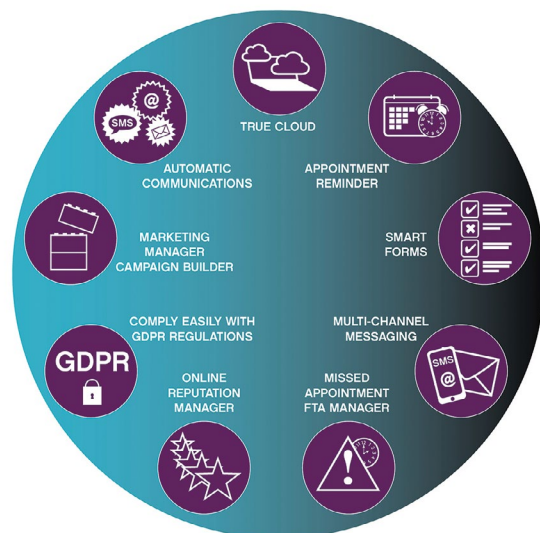 TRUE CLOUD
SMS
@
AUTOMATIC
COMMUNICATIONS
APPOINTMENT
REMINDER
MARKETING
MANAGER
CAMPAIGN BUILDER
SMART
FORMS
COMPLY EASILY WITH
GDPR REGULATIONS
GDPR
MULTI-CHANNEL
MESSAGING
SMS
@
ONLINE
REPUTATION
MANAGER
MISSED
APPOINTMENT
FTA MANAGER
!